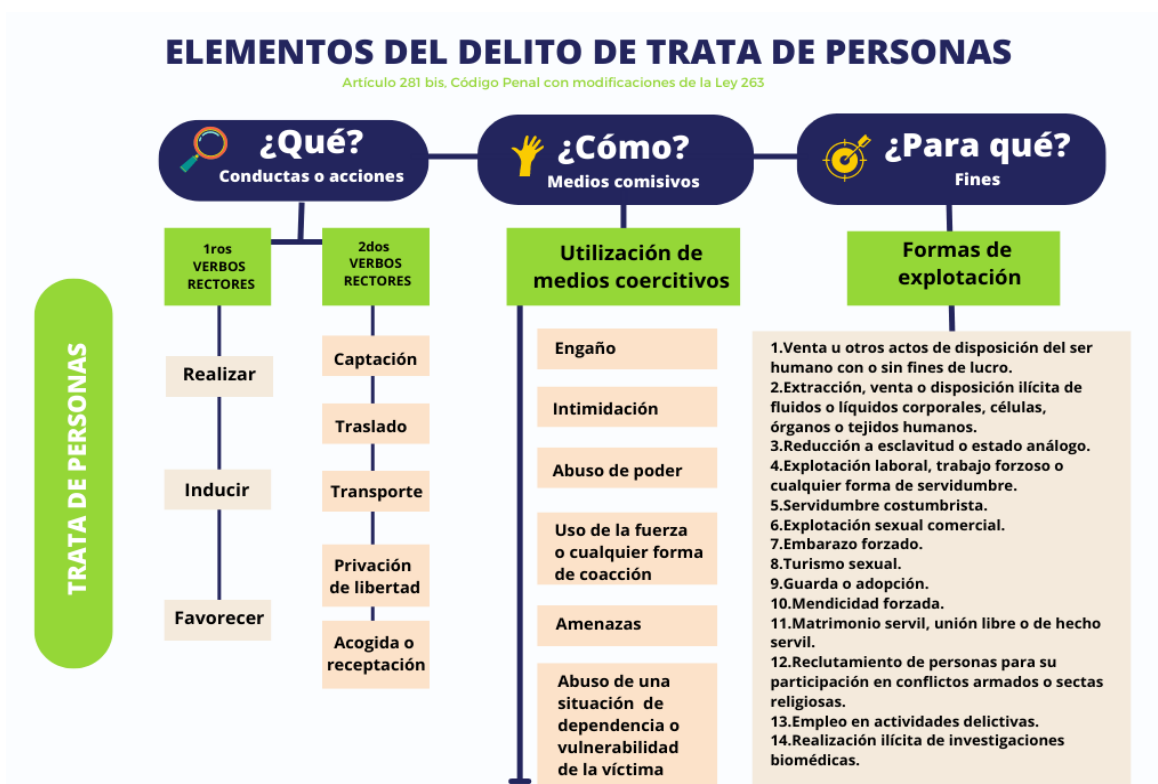 ELEMENTOS DEL DELITO DE TRATA DE PERSONAS
Artículo 281 bis, Código Penal con modificaciones de la Ley 263
¿Qué?
Conductas o acciones
¿Cómo?
Medios comisivos
¿Para qué?
Fines
TRATA DE PERSONAS
1ros
VERBOS
RECTORES
Realizar
Inducir
Favorecer
2dos
VERBOS
RECTORES
Captación
Traslado
Transporte
Privación
de libertad
Acogida o
receptación
Utilización de
medios coercitivos
Engaño
Intimidación
Abuso de poder
Uso de la fuerza
o cualquier forma
de coacción
Amenazas
Abuso de una
situación de
dependencia o
vulnerabilidad
de la víctima
Formas de
explotación
1.Venta u otros actos de disposición del ser
humano con o sin fines de lucro.
2.Extracción, venta o disposición ilícita de
fluidos o líquidos corporales, células,
órganos o tejidos humanos.
3.Reducción a esclavitud o estado análogo.
4.Explotación laboral, trabajo forzoso o
cualquier forma de servidumbre.
5.Servidumbre costumbrista.
6.Explotación sexual comercial.
7.Embarazo forzado.
8.Turismo sexual.
9.Guarda o adopción.
10.Mendicidad forzada.
11.Matrimonio servil, unión libre o de hecho
servil.
12.Reclutamiento de personas para su
participación en conflictos armados o sectas
religiosas.
13.Empleo en actividades delictivas.
14.Realización ilícita de investigaciones
biomédicas.